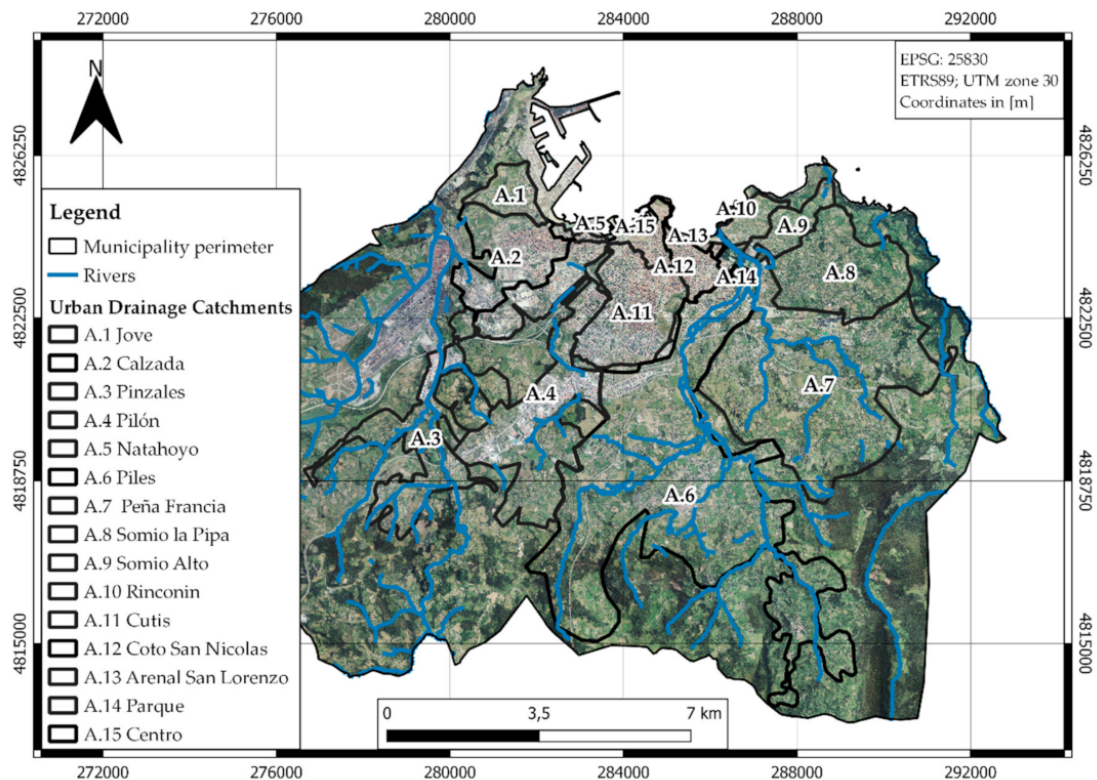 272000 276000 280000 284000 288000 292000
EPSG: 25830
ETRS89; UTM zone 30
Coordinates in [m]
N
4826250 4826250
4822500 4822500
4818750 4818750
4815000 4815000
Legend
Municipality perimeter
Rivers
Urban Drainage Catchments
A.1 Jove
A.2 Calzada
A.3 Pinzales
A.4 Pilón
A.5 Natahoyo
A.6 Piles
A.7 Peña Francia
A.8 Somio la Pipa
A.9 Somio Alto
A.10 Rinconin
A.11 Cutis
A.12 Coto San Nicolas
A.13 Arenal San Lorenzo
A.14 Parque
A.15 Centro
A.1
A.10
A.5 A.15 A.9
A.13
A.2
A.12
A.14 A.8
A.11
A.7
A.4
A.3
A.6
0 3,5 7 km
272000 276000 280000 284000 288000 292000